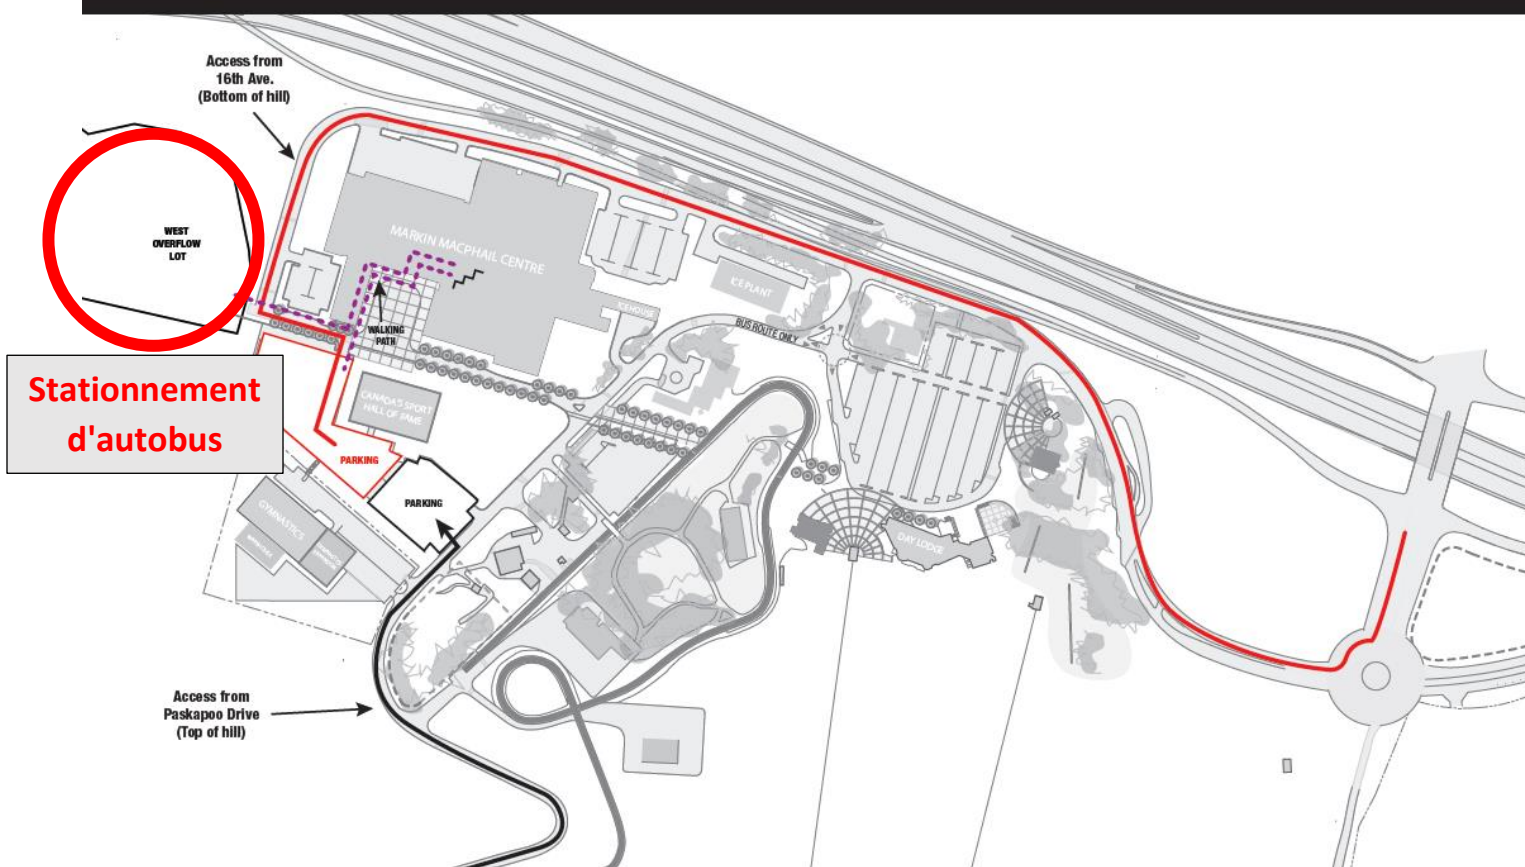 Access from
16th Ave.
(Bottom of hill)
WEST
OVERFLOW
LOT
MARKIN MACPHAIL CENTRE
ICE PLANT
ICEHOUSE
BUS ROUTE ONLY
WALKING
PATH
Stationnement
d'autobus
CANADA'S SPORT
HALL OF FAME
PARKING
PARKING
GYMNASTICS
DAY LODGE
Access from
Paskapoo Drive
(Top of hill)